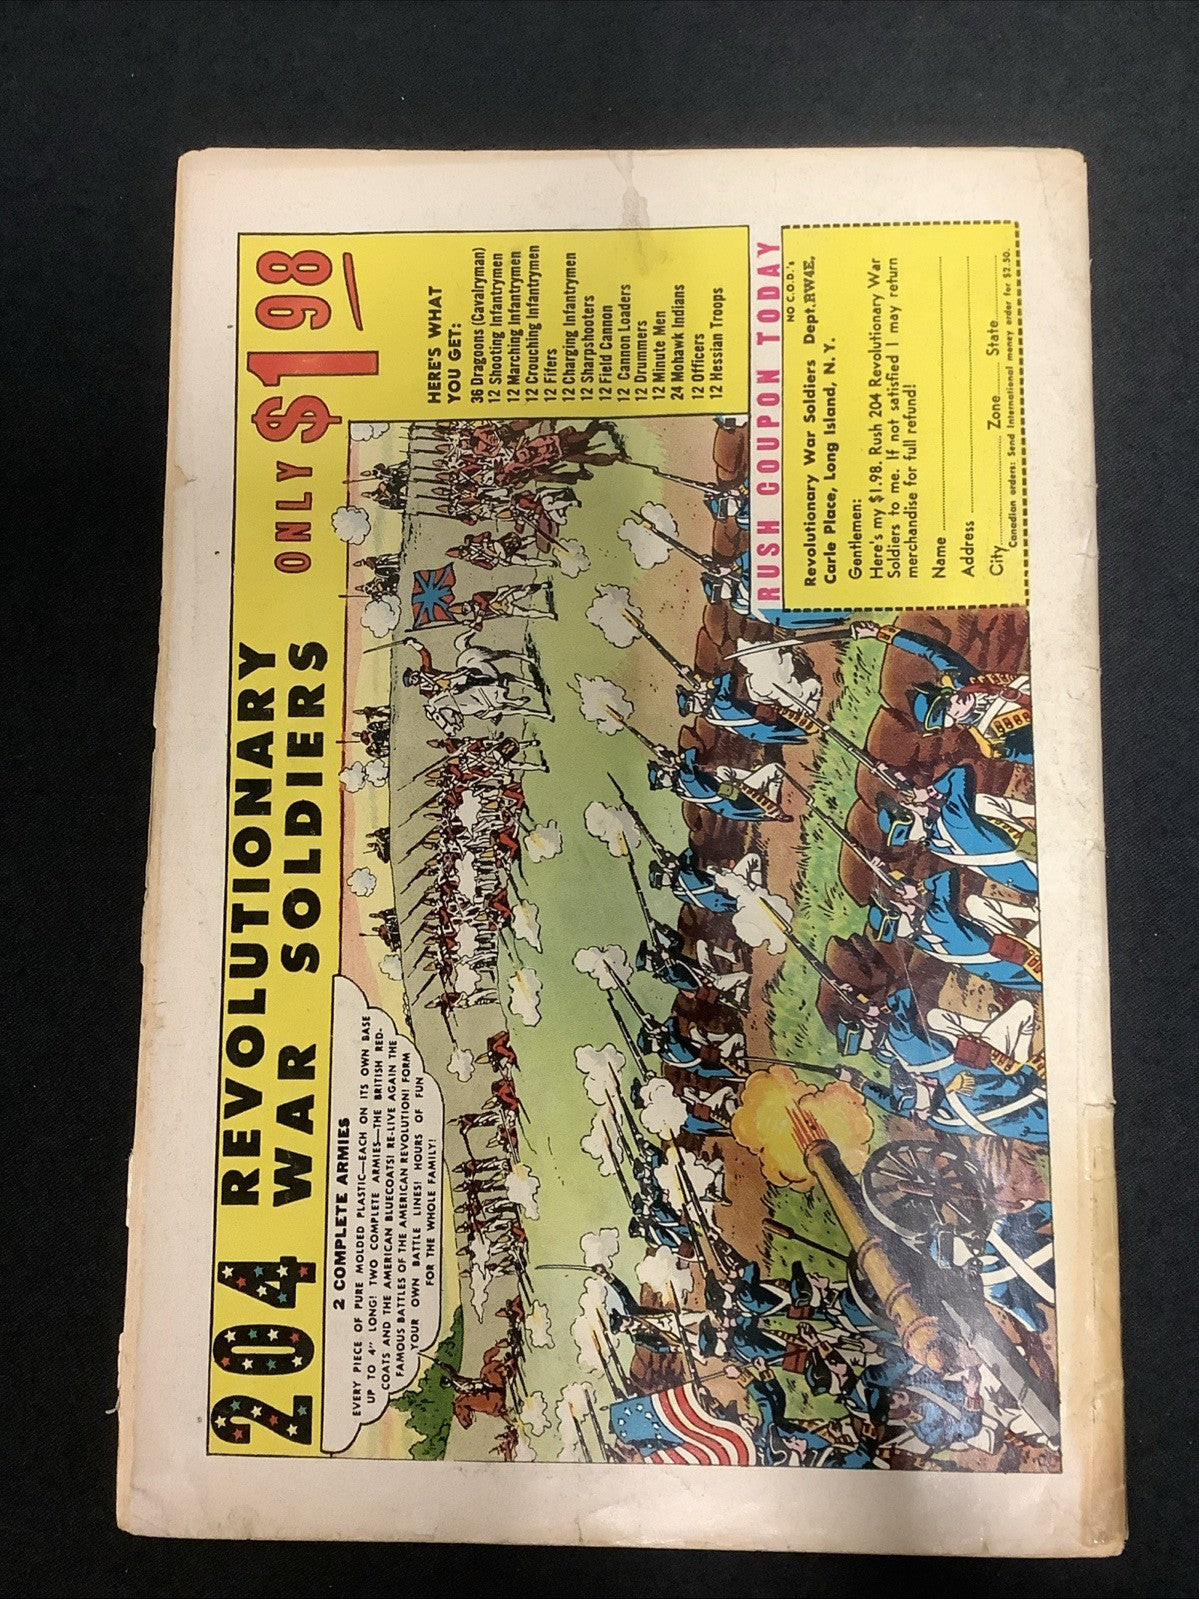 204 REVOLUTIONARY
WAR SOLDIERS
ONLY $1.98
2 COMPLETE ARMIES
EVERY PIECE OF PURE MOLDED PLASTIC—EACH ON ITS OWN BASE
UP TO 4" LONG! TWO COMPLETE ARMIES—THE BRITISH RED-
COATS AND THE AMERICAN BLUECOATS! RE-LIVE AGAIN THE
FAMOUS BATTLES OF THE AMERICAN REVOLUTION! FORM
YOUR OWN BATTLE LINES! HOURS OF FUN
FOR THE WHOLE FAMILY!
HERE'S WHAT
YOU GET:
36 Dragoons (Cavalryman)
12 Shooting Infantrymen
12 Marching Infantrymen
12 Crouching Infantrymen
12 Fifers
12 Charging Infantrymen
12 Sharpshooters
12 Field Cannon
12 Cannon Loaders
12 Drummers
12 Minute Men
24 Mohawk Indians
12 Officers
12 Hessian Troops
RUSH COUPON TODAY
NO C.O.D.'s
Revolutionary War Soldiers Dept. RW4E,
Carle Place, Long Island, N. Y.
Gentlemen:
Here's my $1.98. Rush 204 Revolutionary War
Soldiers to me. If not satisfied I may return
merchandise for full refund!
Name
Address
City Zone State
Canadian orders: Send International money order for $2.50.